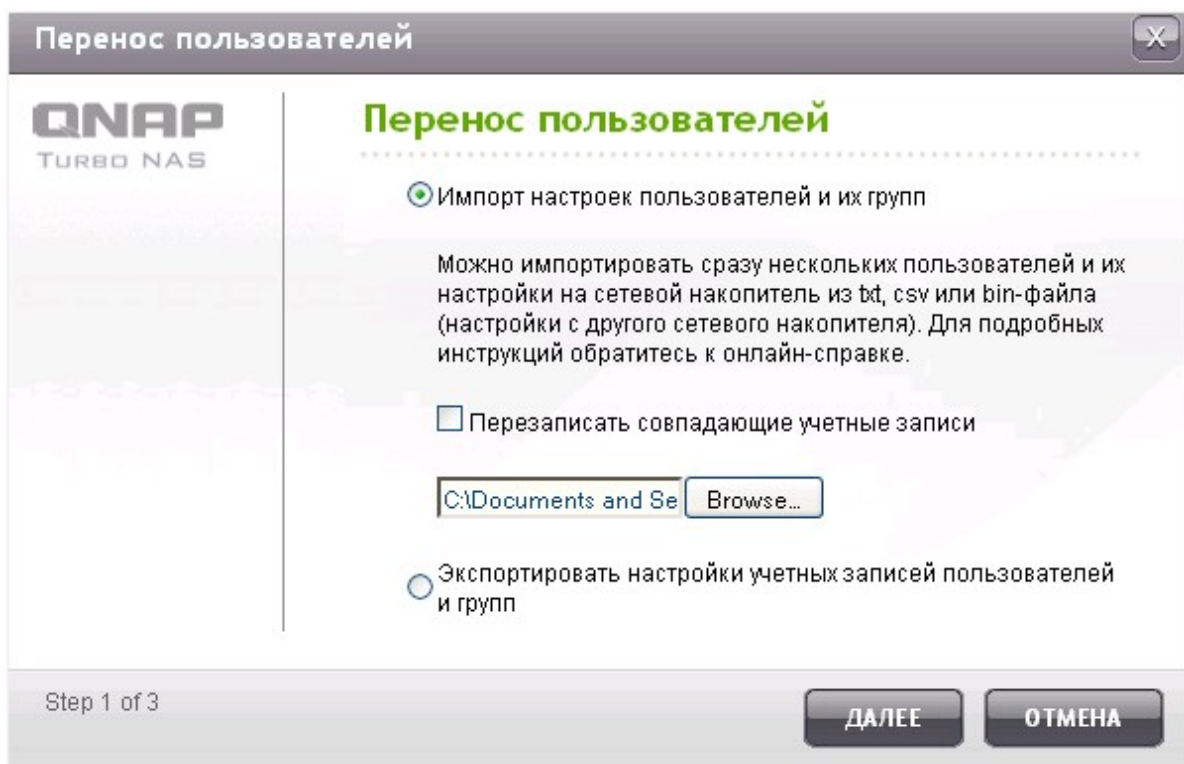 Перенос пользователей
X
QNAP
TURBO NAS
Перенос пользователей
Импорт настроек пользователей и их групп
Можно импортировать сразу нескольких пользователей и их
настройки на сетевой накопитель из txt, csv или bin-файла
(настройки с другого сетевого накопителя). Для подробных
инструкций обратитесь к онлайн-справке.
Перезаписать совпадающие учетные записи
C:\Documents and Se Browse...
Экспортировать настройки учетных записей пользователей
и групп
Step 1 of 3
ДАЛЕЕ ОТМЕНА